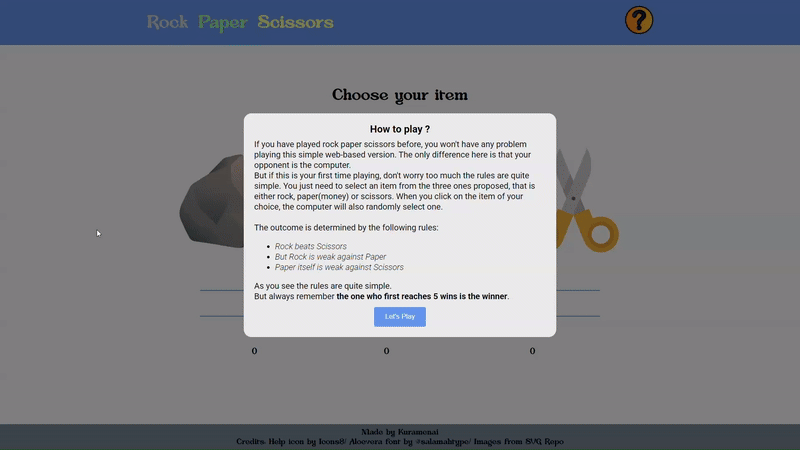 Rock Paper Scissors
?
Choose your item
How to play ?
If you have played rock paper scissors before, you won't have any problem
playing this simple web-based version. The only difference here is that your
opponent is the computer.
But if this is your first time playing, don't worry too much the rules are quite
simple. You just need to select an item from the three ones proposed, that is
either rock, paper(money) or scissors. When you click on the item of your
choice, the computer will also randomly select one.
The outcome is determined by the following rules:
• Rock beats Scissors
• But Rock is weak against Paper
• Paper itself is weak against Scissors
As you see the rules are quite simple.
But always remember the one who first reaches 5 wins is the winner.
Let's Play
0 0 0
Made by Kuramenai
Credits: Help icon by Icons8/ Aloevera font by @salamahtype/ Images from SVG Repo